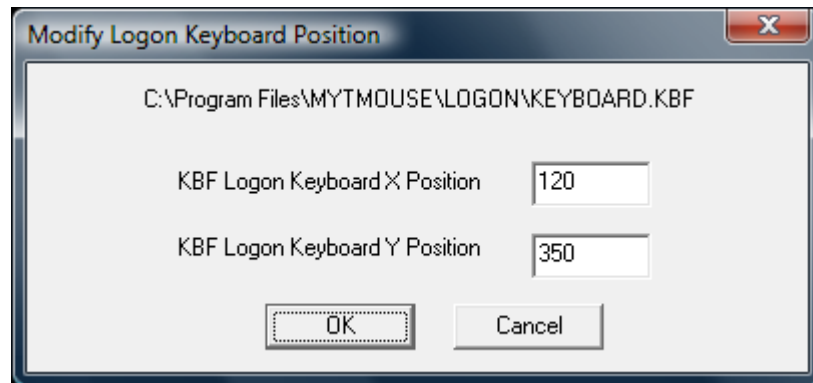 Modify Logon Keyboard Position
C:\Program Files\MYTMOUSE\LOGON\KEYBOARD.KBF
KBF Logon Keyboard X Position 120
KBF Logon Keyboard Y Position 350
OK Cancel